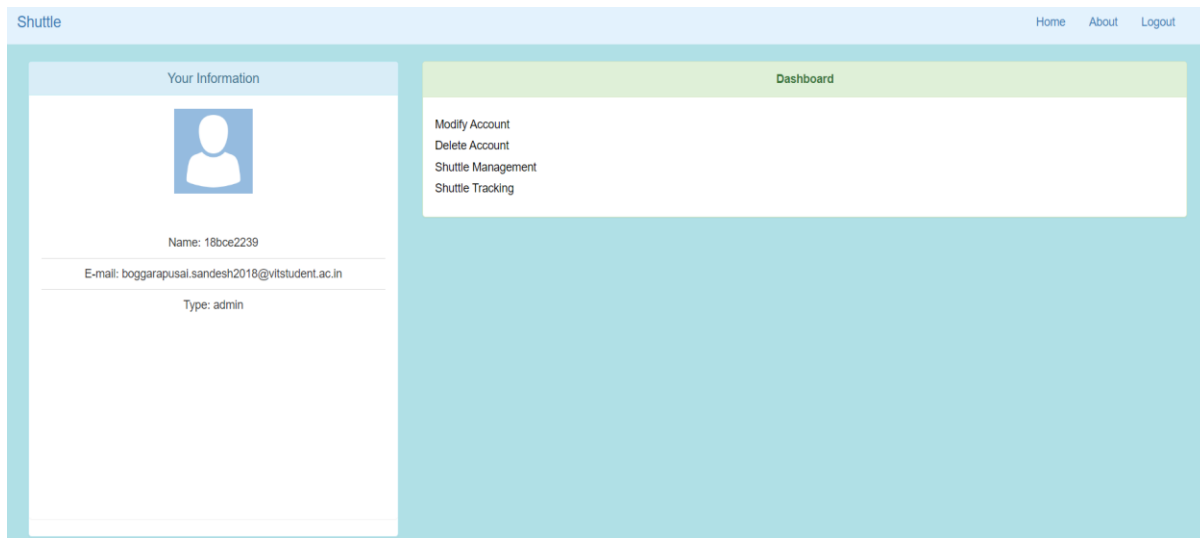 Shuttle
Home About Logout
Your Information
Name: 18bce2239
E-mail: boggarapusai.sandesh2018@vitstudent.ac.in
Type: admin
Dashboard
Modify Account
Delete Account
Shuttle Management
Shuttle Tracking